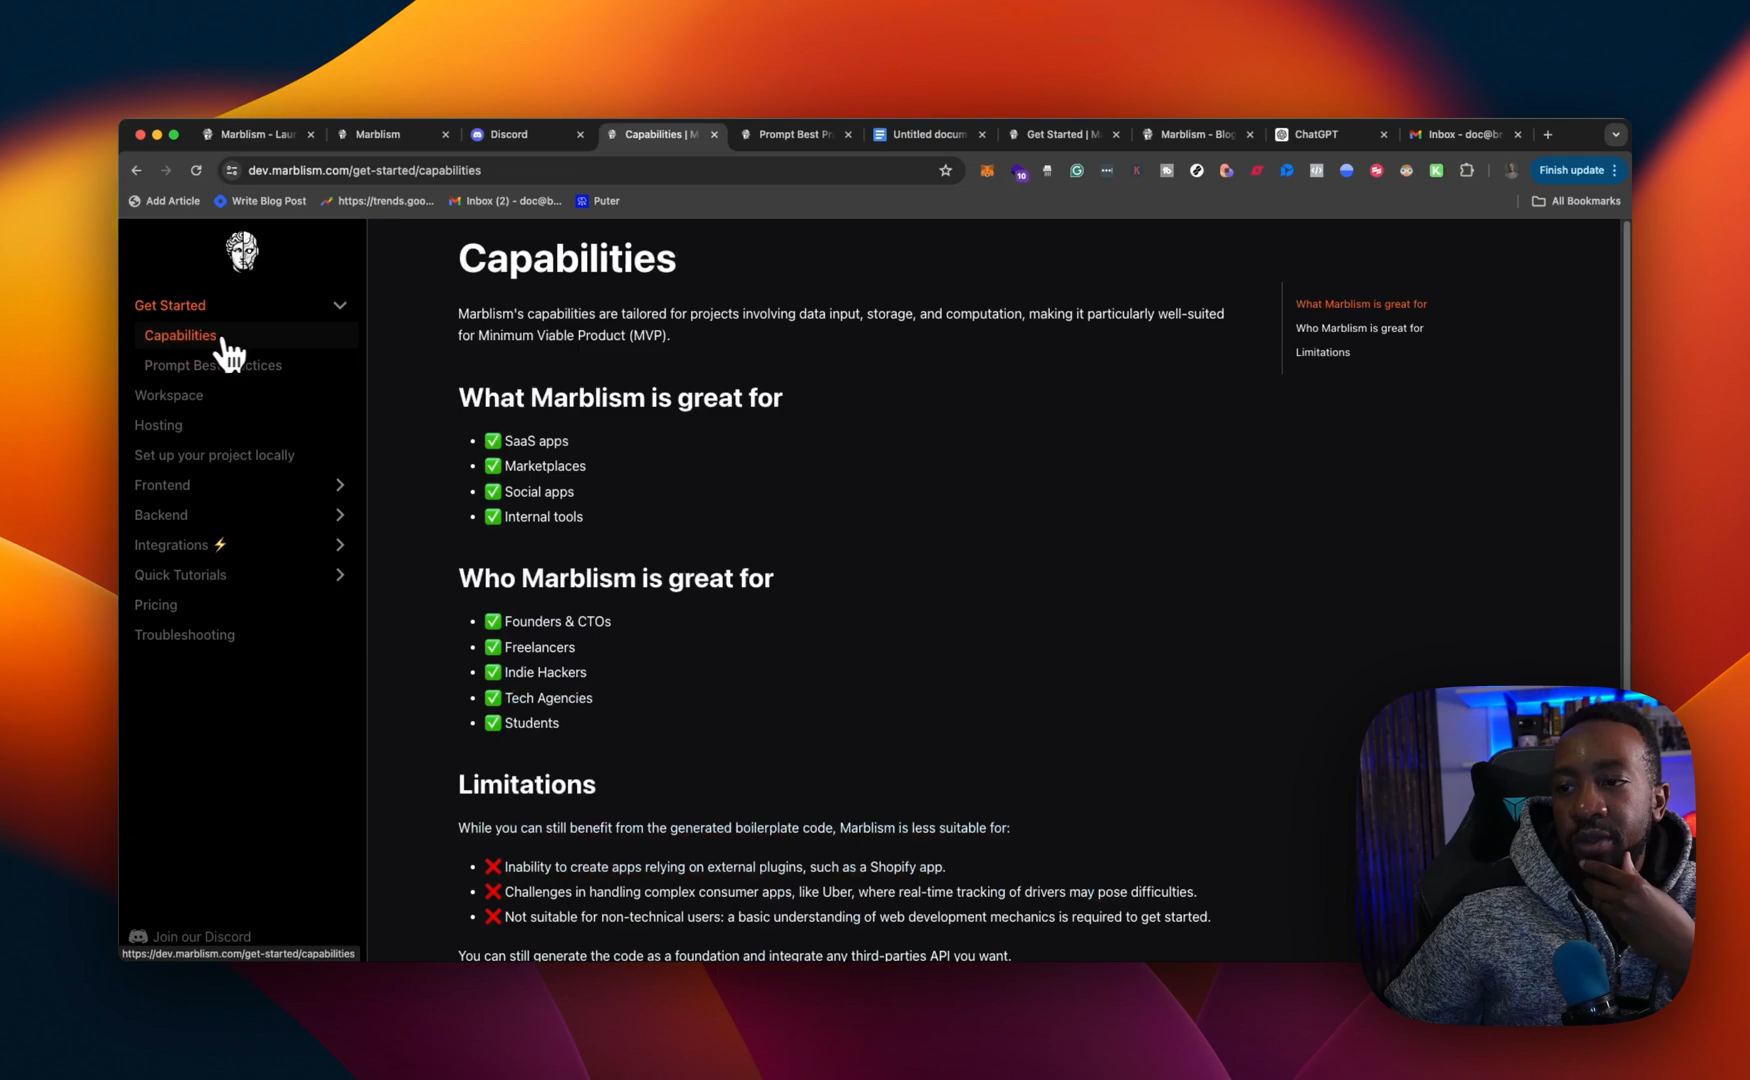 Marblism - Laun
Marblism
Discord
Capabilities | M
Prompt Best Pr
Untitled docum
Get Started | M
Marblism - Blog
ChatGPT
Inbox - doc@br
dev.marblism.com/get-started/capabilities
10
Finish update
Add Article
Write Blog Post
https://trends.goo...
Inbox (2) - doc@b...
Puter
All Bookmarks
Get Started
Capabilities
Prompt Best ctices
Workspace
Hosting
Set up your project locally
Frontend
Backend
Integrations ⚡
Quick Tutorials
Pricing
Troubleshooting
Join our Discord
https://dev.marblism.com/get-started/capabilities
Capabilities
Marblism's capabilities are tailored for projects involving data input, storage, and computation, making it particularly well-suited
for Minimum Viable Product (MVP).
What Marblism is great for
• ✅ SaaS apps
• ✅ Marketplaces
• ✅ Social apps
• ✅ Internal tools
Who Marblism is great for
• ✅ Founders & CTOs
• ✅ Freelancers
• ✅ Indie Hackers
• ✅ Tech Agencies
• ✅ Students
Limitations
While you can still benefit from the generated boilerplate code, Marblism is less suitable for:
• ❌ Inability to create apps relying on external plugins, such as a Shopify app.
• ❌ Challenges in handling complex consumer apps, like Uber, where real-time tracking of drivers may pose difficulties.
• ❌ Not suitable for non-technical users: a basic understanding of web development mechanics is required to get started.
You can still generate the code as a foundation and integrate any third-parties API you want.
What Marblism is great for
Who Marblism is great for
Limitations